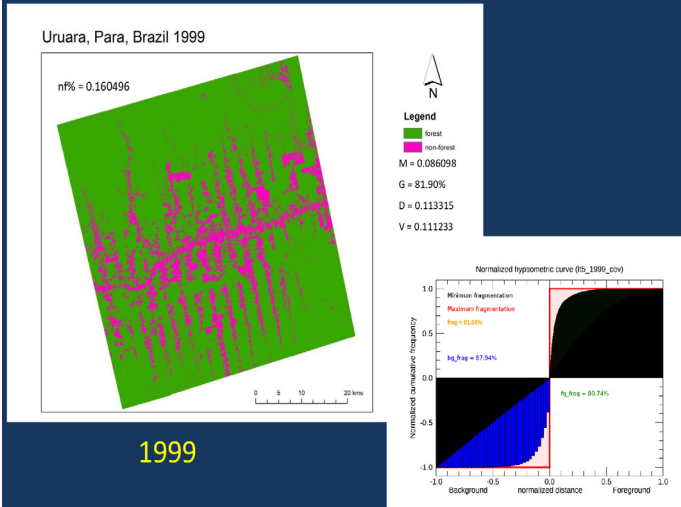 Uruara, Para, Brazil 1999
nf% = 0.160496
N
Legend
forest
non-forest
M = 0.086098
G = 81.90%
D = 0.113315
V = 0.111233
0 5 10 20 kms
1999
Normalized hypsometric curve (lt5_1999_cov)
Normalized cumulative frequency
1.0
0.5
0.0
-0.5
-1.0
Minimum fragmentation
Maximum fragmentation
bg_frag = 87.94%
fg_frag = 80.74%
-1.0 -0.5 0.0 0.5 1.0
Background normalized distance Foreground